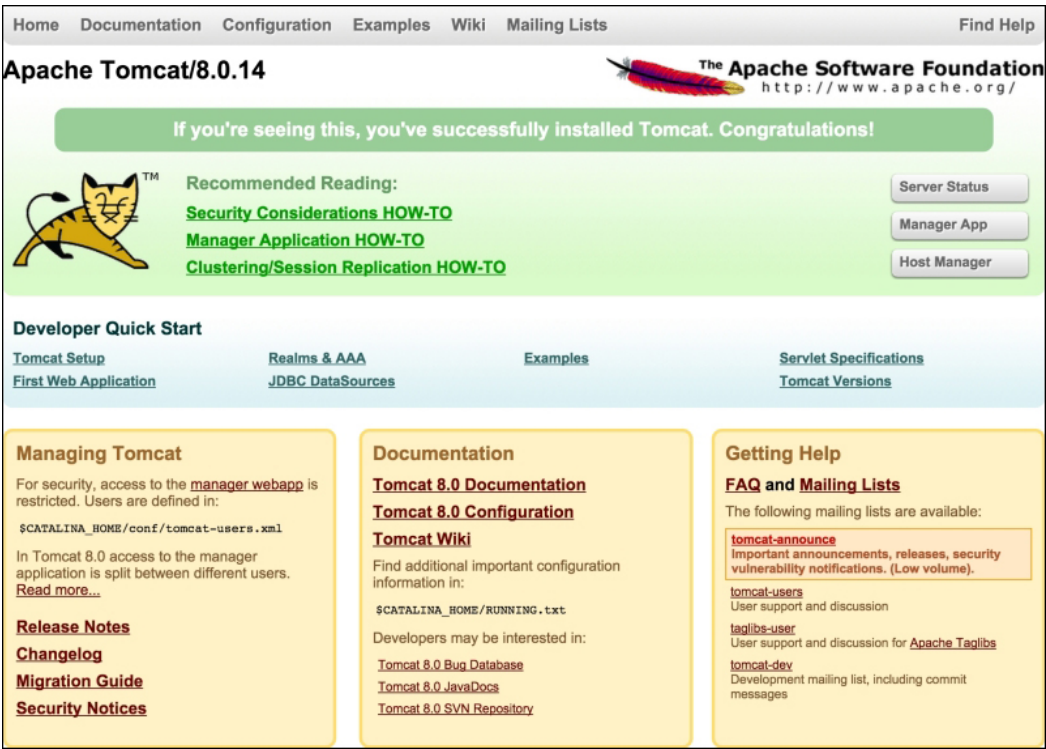 Home Documentation Configuration Examples Wiki Mailing Lists Find Help
Apache Tomcat/8.0.14
The Apache Software Foundation
http://www.apache.org/
If you're seeing this, you've successfully installed Tomcat. Congratulations!
TM
Recommended Reading:
Security Considerations HOW-TO
Manager Application HOW-TO
Clustering/Session Replication HOW-TO
Server Status
Manager App
Host Manager
Developer Quick Start
Tomcat Setup Realms & AAA Examples Servlet Specifications
First Web Application JDBC DataSources Tomcat Versions
Managing Tomcat
For security, access to the manager webapp is
restricted. Users are defined in:
$CATALINA_HOME/conf/tomcat-users.xml
In Tomcat 8.0 access to the manager
application is split between different users.
Read more...
Release Notes
Changelog
Migration Guide
Security Notices
Documentation
Tomcat 8.0 Documentation
Tomcat 8.0 Configuration
Tomcat Wiki
Find additional important configuration
information in:
$CATALINA_HOME/RUNNING.txt
Developers may be interested in:
Tomcat 8.0 Bug Database
Tomcat 8.0 JavaDocs
Tomcat 8.0 SVN Repository
Getting Help
FAQ and Mailing Lists
The following mailing lists are available:
tomcat-announce
Important announcements, releases, security
vulnerability notifications. (Low volume).
tomcat-users
User support and discussion
taglibs-user
User support and discussion for Apache Taglibs
tomcat-dev
Development mailing list, including commit
messages